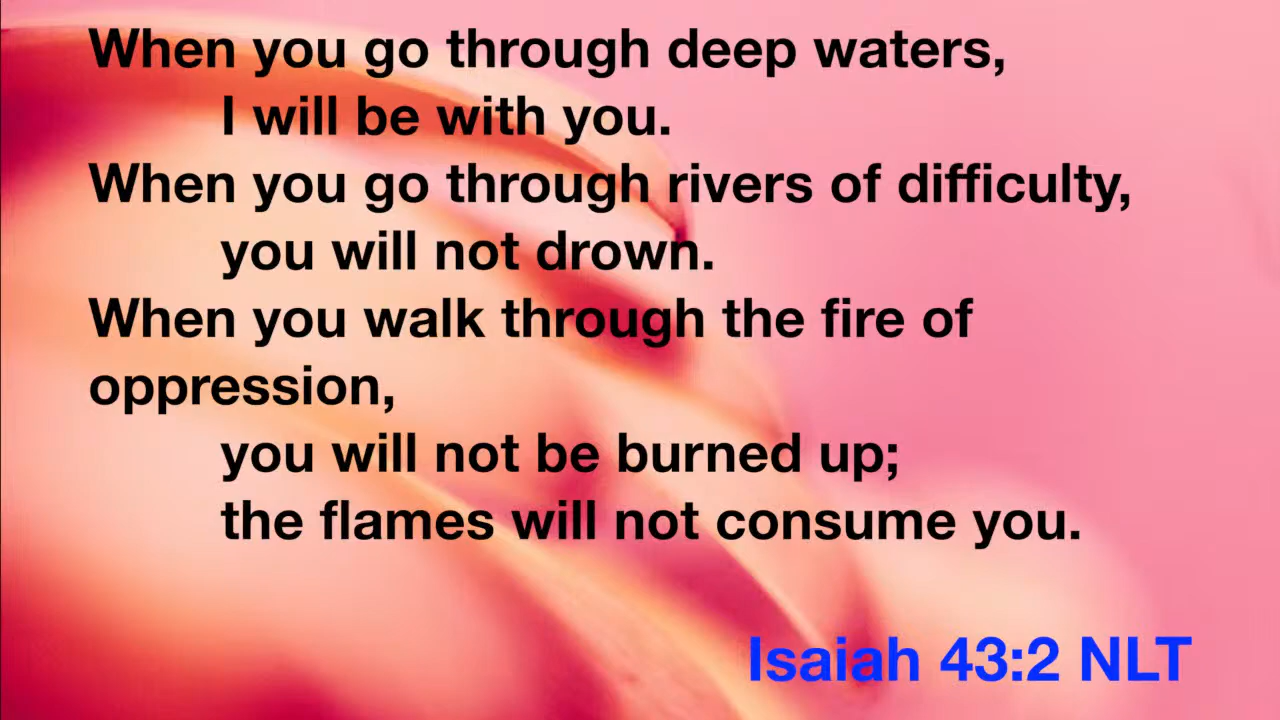 When you go through deep waters,
I will be with you.
When you go through rivers of difficulty,
you will not drown.
When you walk through the fire of
oppression,
you will not be burned up;
the flames will not consume you.
Isaiah 43:2 NLT